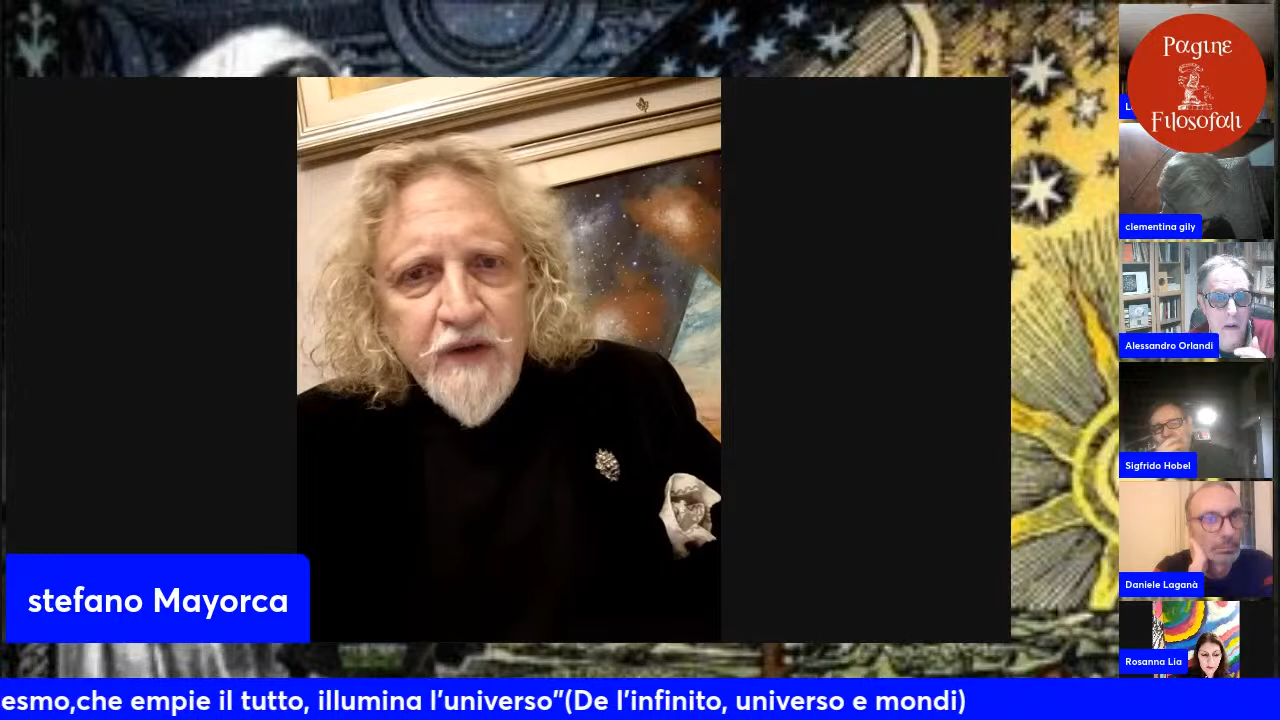 Pagine
Filosofali
clementina gily
Alessandro Orlandi
Sigfrido Hobel
Daniele Laganà
Rosanna Lia
stefano Mayorca
esmo,che empie il tutto, illumina l'universo"(De l'infinito, universo e mondi)